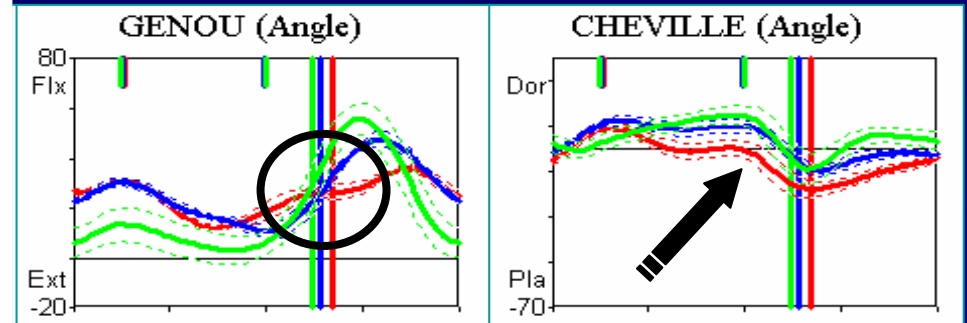 GENOU (Angle)
80
Flx
Ext
-20
CHEVILLE (Angle)
Dor
Pla
-70